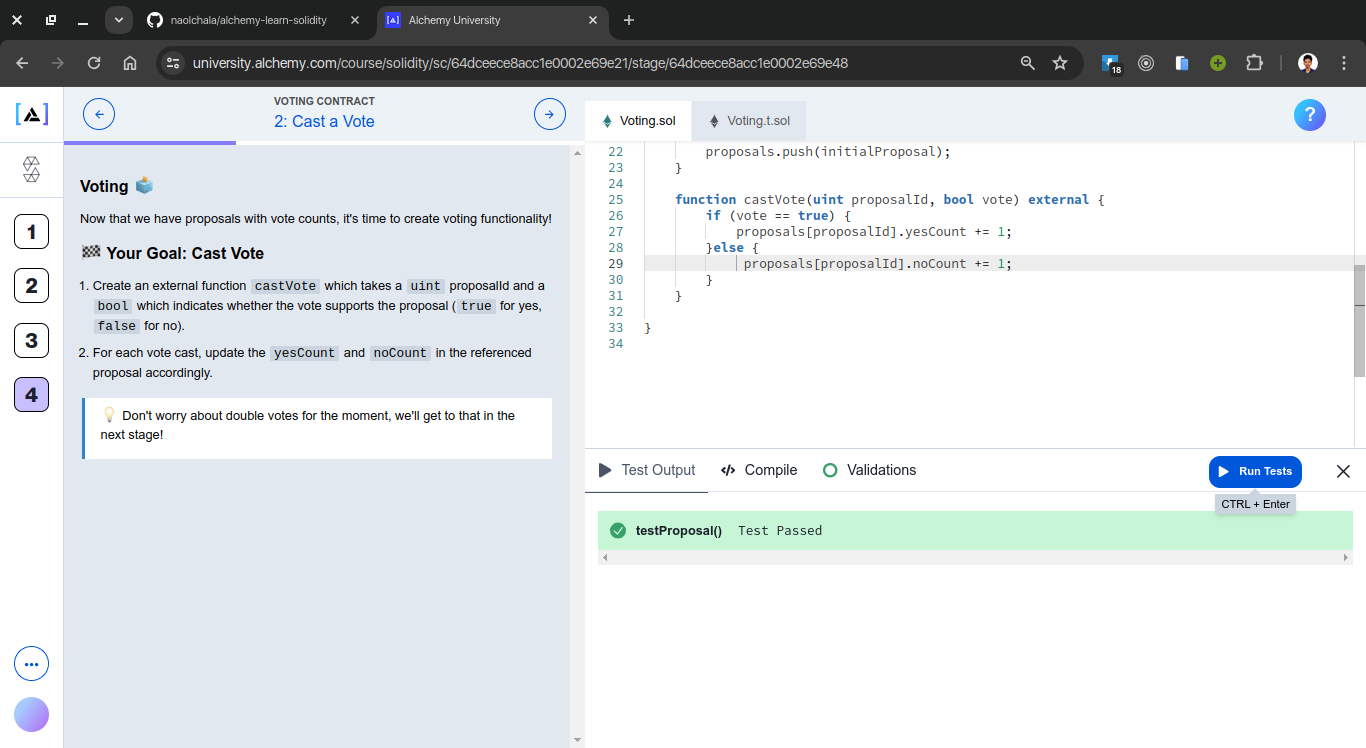 naolchala/alchemy-learn-solidity
Alchemy University
university.alchemy.com/course/solidity/sc/64dceece8acc1e0002e69e21/stage/64dceece8acc1e0002e69e48
18
VOTING CONTRACT
2: Cast a Vote
1
2
3
4
Voting
Now that we have proposals with vote counts, it's time to create voting functionality!
Your Goal: Cast Vote
1. Create an external function castVote which takes a uint proposalId and a
bool which indicates whether the vote supports the proposal ( true for yes,
false for no).
2. For each vote cast, update the yesCount and noCount in the referenced
proposal accordingly.
Don't worry about double votes for the moment, we'll get to that in the
next stage!
Voting.sol
Voting.t.sol
?
22 proposals.push(initialProposal);
23 }
24
25 function castVote(uint proposalId, bool vote) external {
26 if (vote == true) {
27 proposals[proposalId].yesCount += 1;
28 }else {
29 proposals[proposalId].noCount += 1;
30 }
31 }
32
33 }
34
Test Output
Compile
Validations
Run Tests
CTRL + Enter
testProposal() Test Passed